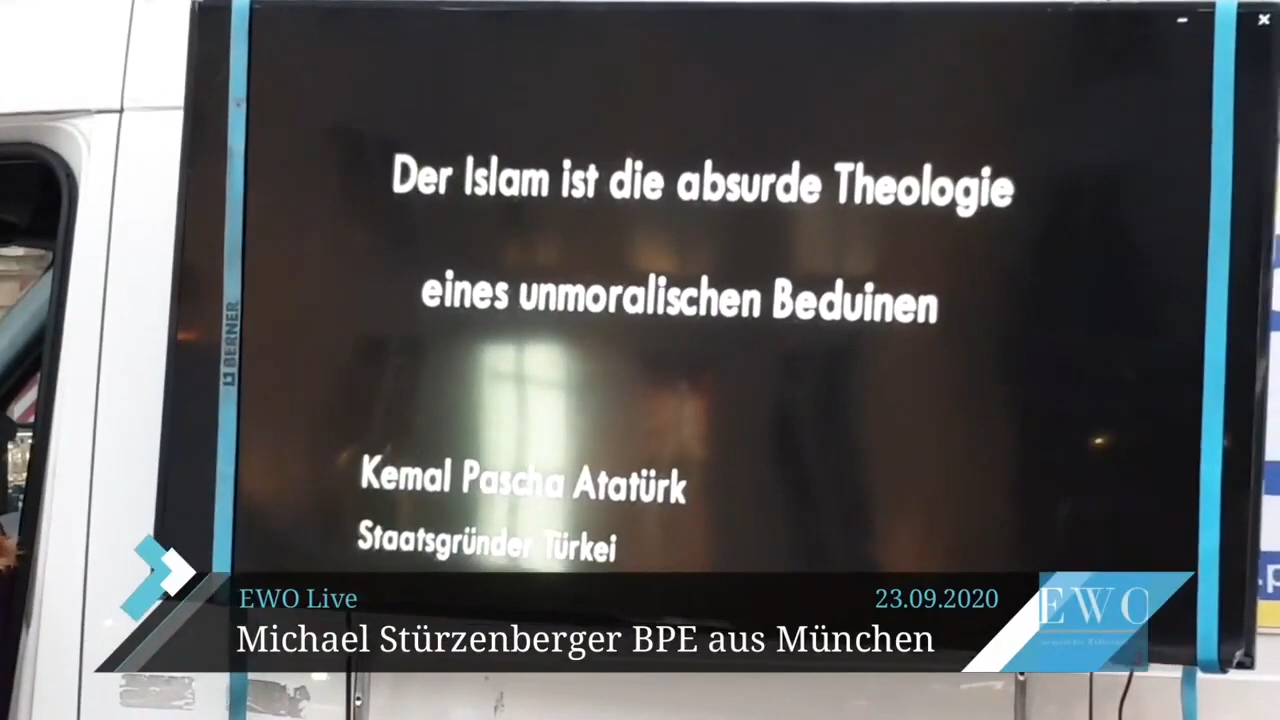 Der Islam ist die absurde Theologie
eines unmoralischen Beduinen
Kemal Pascha Atatürk
Staatsgründer Türkei
BERNER
EWO Live
23.09.2020
EWO
Michael Stürzenberger BPE aus München